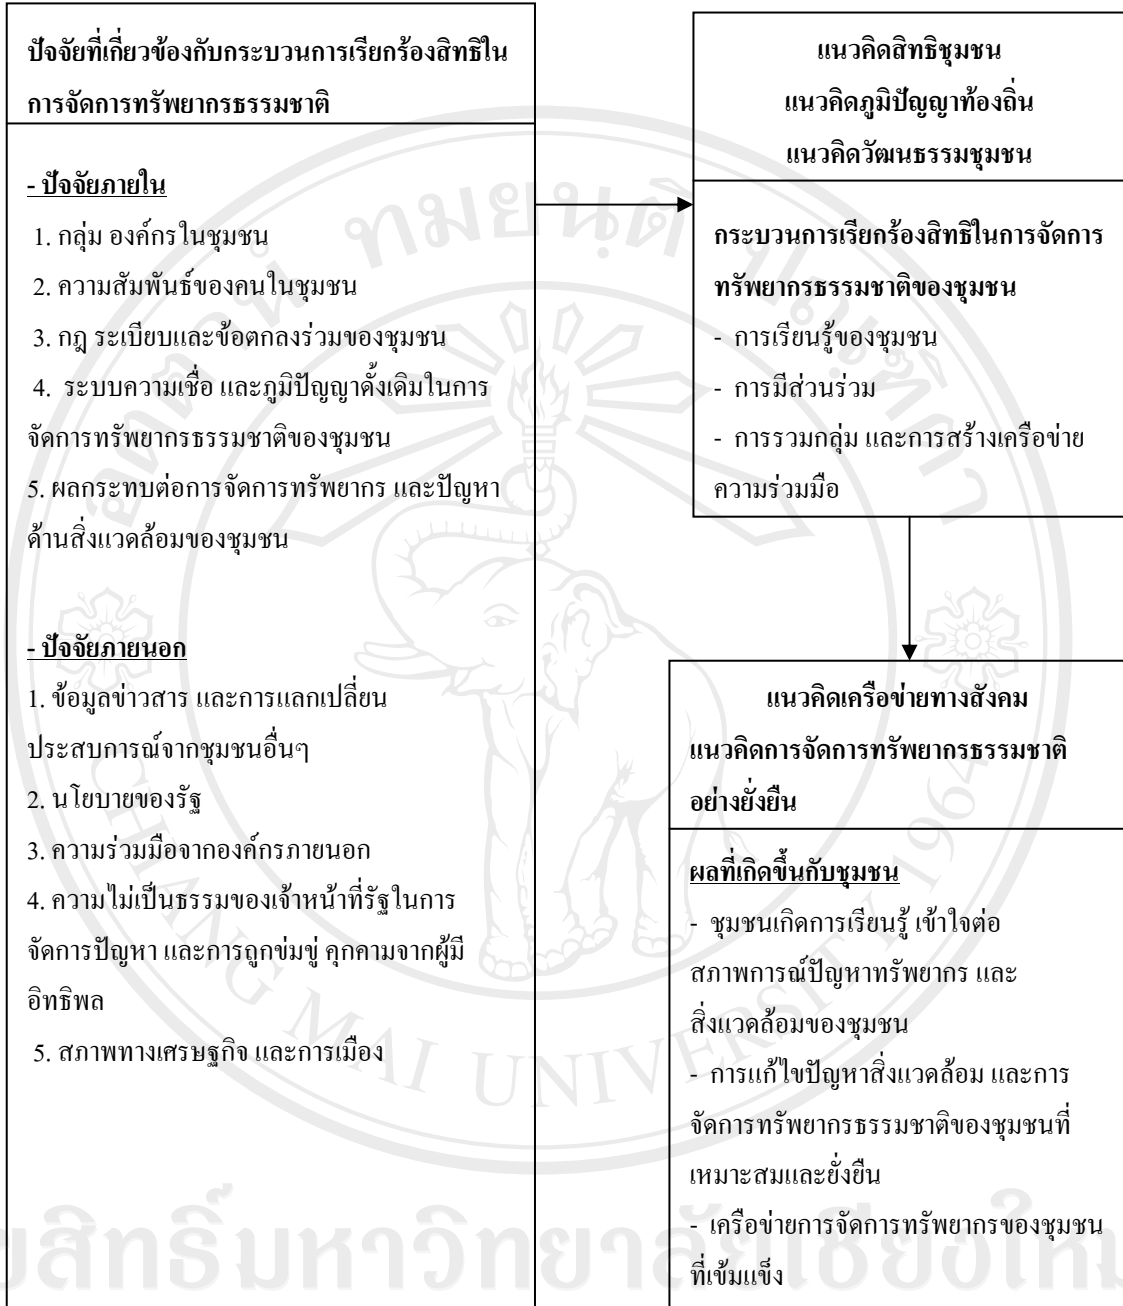 ปัจจัยที่เกี่ยวข้องกับกระบวนการเรียกร้องสิทธิใน
การจัดการทรัพยากรธรรมชาติ
- ปัจจัยภายใน
1. กลุ่ม องค์กรในชุมชน
2. ความสัมพันธ์ของคนในชุมชน
3. กฎ ระเบียบและข้อตกลงร่วมของชุมชน
4. ระบบความเชื่อ และภูมิปัญญาดั้งเดิมในการ
จัดการทรัพยากรธรรมชาติของชุมชน
5. ผลกระทบต่อการจัดการทรัพยากร และปัญหา
ด้านสิ่งแวดล้อมของชุมชน
- ปัจจัยภายนอก
1. ข้อมูลข่าวสาร และการแลกเปลี่ยน
ประสบการณ์จากชุมชนอื่นๆ
2. นโยบายของรัฐ
3. ความร่วมมือจากองค์กรภายนอก
4. ความไม่เป็นธรรมของเจ้าหน้าที่รัฐในการ
จัดการปัญหา และการถูกข่มขู่ คุกคามจากผู้มี
อิทธิพล
5. สภาพทางเศรษฐกิจ และการเมือง
แนวคิดสิทธิชุมชน
แนวคิดภูมิปัญญาท้องถิ่น
แนวคิดวัฒนธรรมชุมชน
กระบวนการเรียกร้องสิทธิในการจัดการ
ทรัพยากรธรรมชาติของชุมชน
- การเรียนรู้ของชุมชน
- การมีส่วนร่วม
- การรวมกลุ่ม และการสร้างเครือข่าย
ความร่วมมือ
แนวคิดเครือข่ายทางสังคม
แนวคิดการจัดการทรัพยากรธรรมชาติ
อย่างยั่งยืน
ผลที่เกิดขึ้นกับชุมชน
- ชุมชนเกิดการเรียนรู้ เข้าใจต่อ
สภาพการณ์ปัญหาทรัพยากร และ
สิ่งแวดล้อมของชุมชน
- การแก้ไขปัญหาสิ่งแวดล้อม และการ
จัดการทรัพยากรธรรมชาติของชุมชนที่
เหมาะสมและยั่งยืน
- เครือข่ายการจัดการทรัพยากรของชุมชน
ที่เข้มแข็ง
CHIANG MAI UNIVERSITY 1964